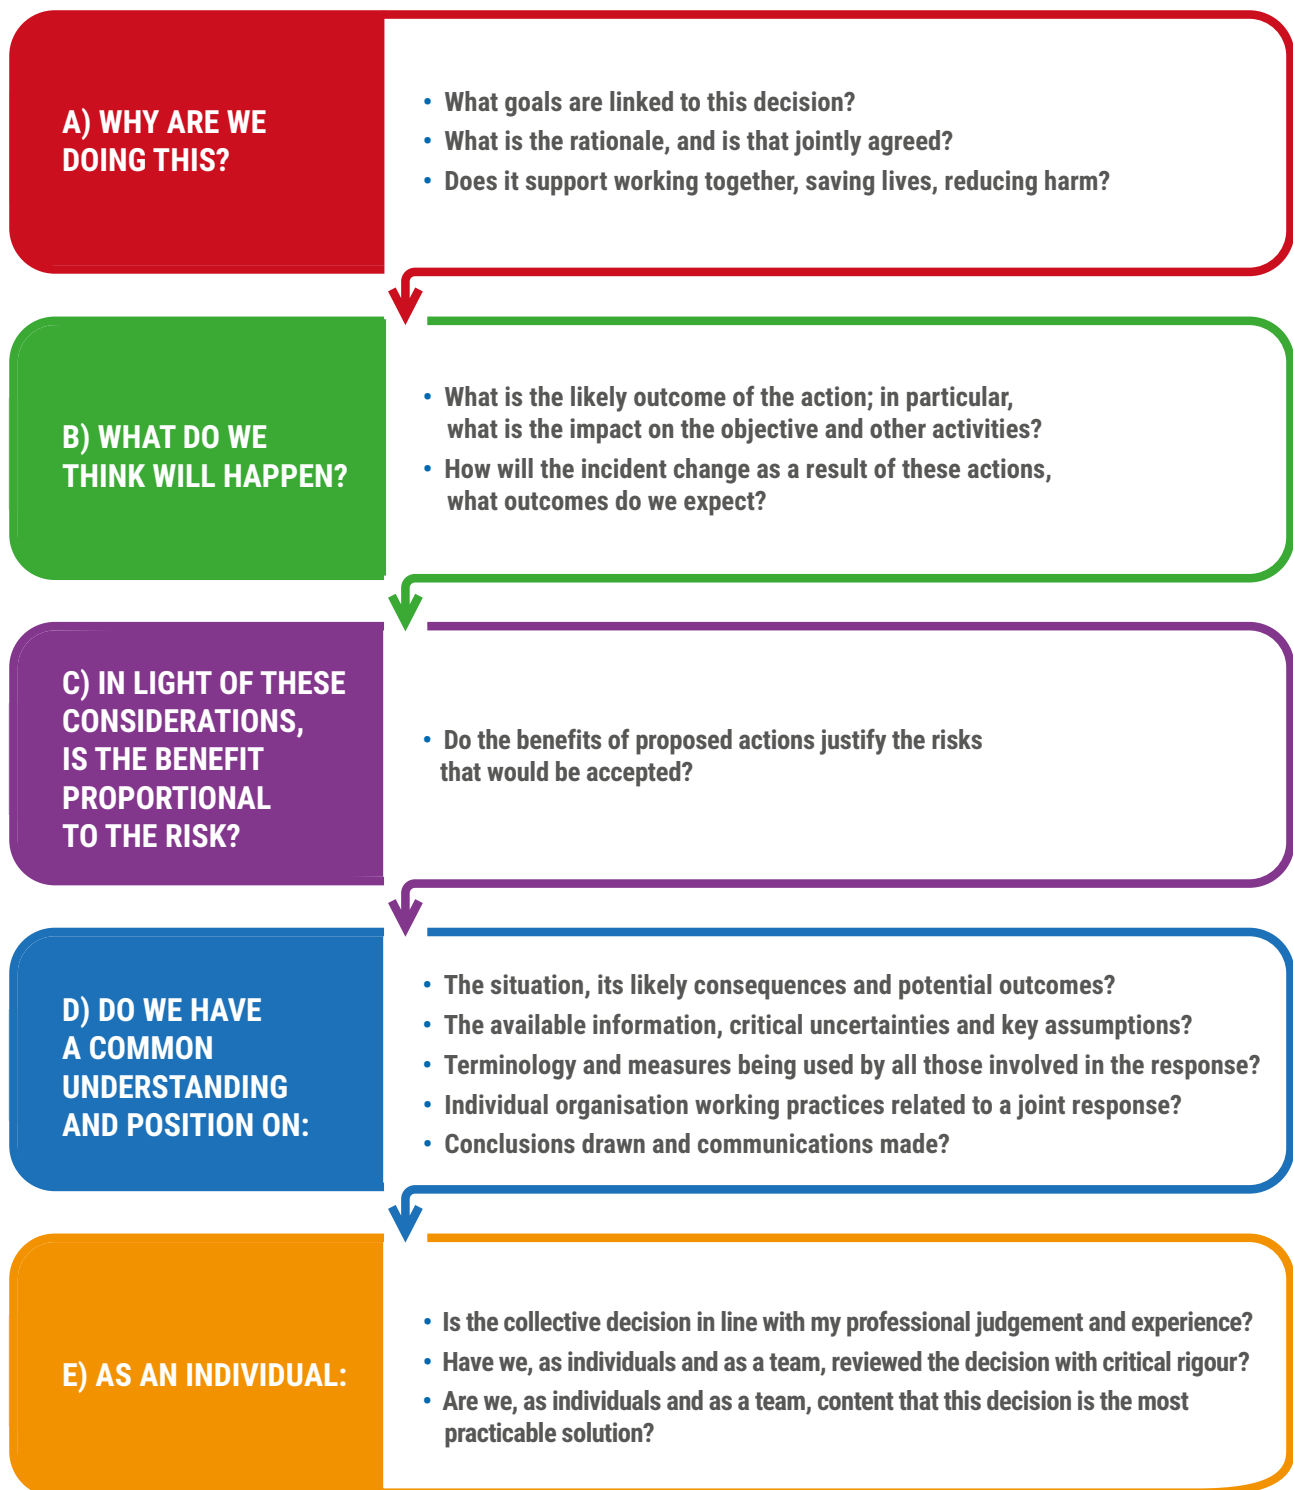 A) WHY ARE WE
DOING THIS?
• What goals are linked to this decision?
• What is the rationale, and is that jointly agreed?
• Does it support working together, saving lives, reducing harm?
B) WHAT DO WE
THINK WILL HAPPEN?
• What is the likely outcome of the action; in particular,
what is the impact on the objective and other activities?
• How will the incident change as a result of these actions,
what outcomes do we expect?
C) IN LIGHT OF THESE
CONSIDERATIONS,
IS THE BENEFIT
PROPORTIONAL
TO THE RISK?
• Do the benefits of proposed actions justify the risks
that would be accepted?
D) DO WE HAVE
A COMMON
UNDERSTANDING
AND POSITION ON:
• The situation, its likely consequences and potential outcomes?
• The available information, critical uncertainties and key assumptions?
• Terminology and measures being used by all those involved in the response?
• Individual organisation working practices related to a joint response?
• Conclusions drawn and communications made?
E) AS AN INDIVIDUAL:
• Is the collective decision in line with my professional judgement and experience?
• Have we, as individuals and as a team, reviewed the decision with critical rigour?
• Are we, as individuals and as a team, content that this decision is the most
practicable solution?